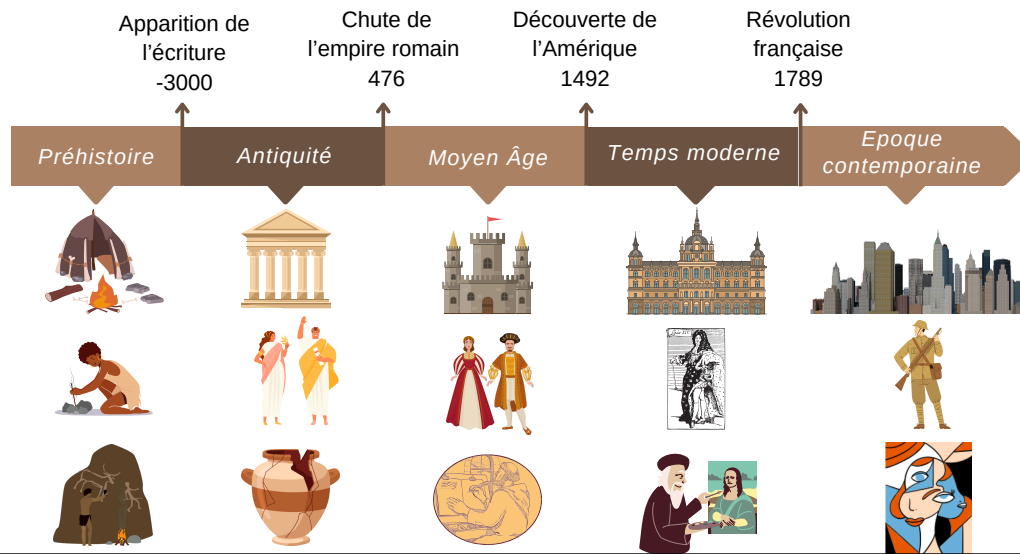 Apparition de
l'écriture
-3000
Chute de
l'empire romain
476
Découverte de
l'Amérique
1492
Révolution
française
1789
Préhistoire
Antiquité
Moyen Âge
Temps moderne
Epoque
contemporaine